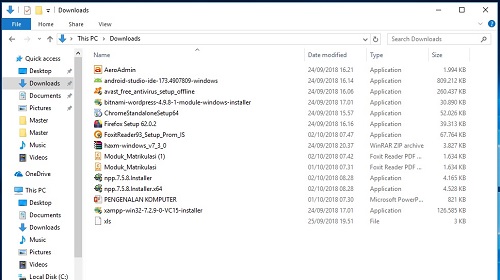 Downloads
File Home Share View
This PC > Downloads
Search Downloads
Name Date modified Type Size
Quick access
Desktop
Downloads
Documents
Pictures
Master
Master
Music
Videos
OneDrive
This PC
Desktop
Documents
Downloads
Music
Pictures
Videos
Local Disk (C:)
AeroAdmin 24/09/2018 16.21 Application 1.994 KB
android-studio-ide-173.4907809-windows 24/09/2018 16.14 Application 809.212 KB
avast_free_antivirus_setup_offline 24/09/2018 16.06 Application 260.437 KB
bitnami-wordpress-4.9.8-1-module-windows-installer 24/09/2018 17.01 Application 30.890 KB
ChromeStandaloneSetup64 24/09/2018 15.57 Application 52.026 KB
Firefox Setup 62.0.2 24/09/2018 16.16 Application 39.313 KB
FoxitReader93_Setup_Prom_IS 02/10/2018 07.47 Application 67.764 KB
haxm-windows_v7_3_0 24/09/2018 17.19 WinRAR ZIP archive 3.827 KB
Moduk_Matrikulasi (1) 01/10/2018 07.42 Foxit Reader PDF ... 1.634 KB
Moduk_Matrikulasi 01/10/2018 07.31 Foxit Reader PDF ... 1.634 KB
npp.7.5.8.Installer 02/10/2018 08.28 Application 4.165 KB
npp.7.5.8.Installer.x64 02/10/2018 08.28 Application 4.528 KB
PENGENALAN KOMPUTER 01/10/2018 07.30 Microsoft PowerP... 821 KB
xampp-win32-7.2.9-0-VC15-installer 24/09/2018 17.01 Application 126.585 KB
xls 25/09/2018 19.51 File 3 KB